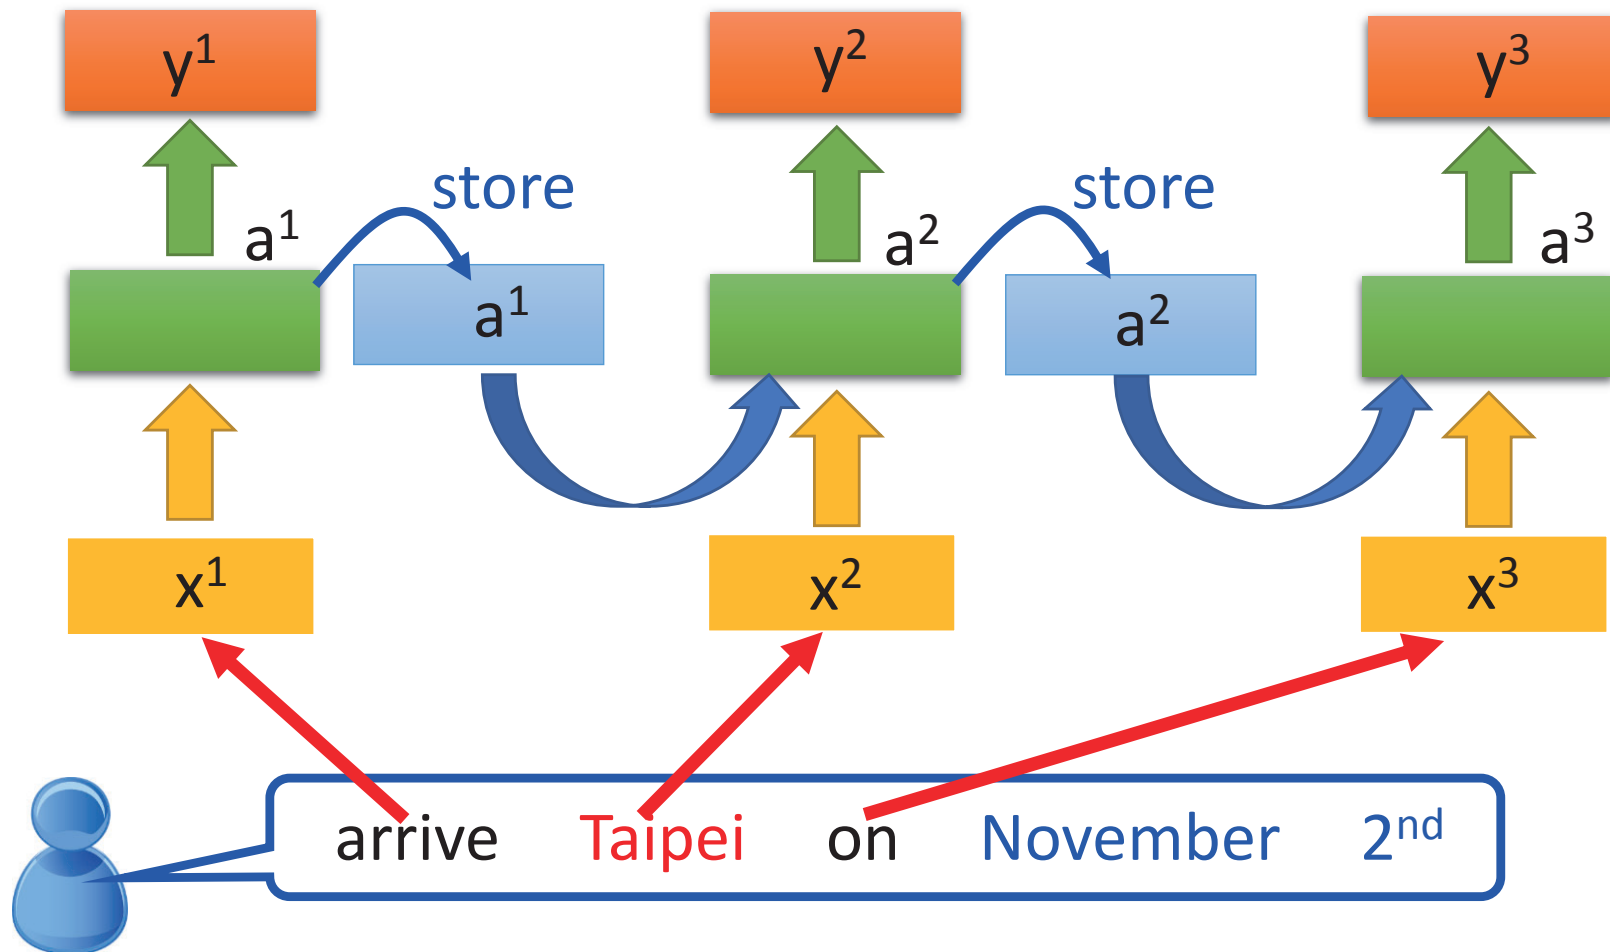 y¹ y² y³
store store
a¹ a² a³
a¹ a²
x¹ x² x³
arrive Taipei on November 2ⁿᵈ